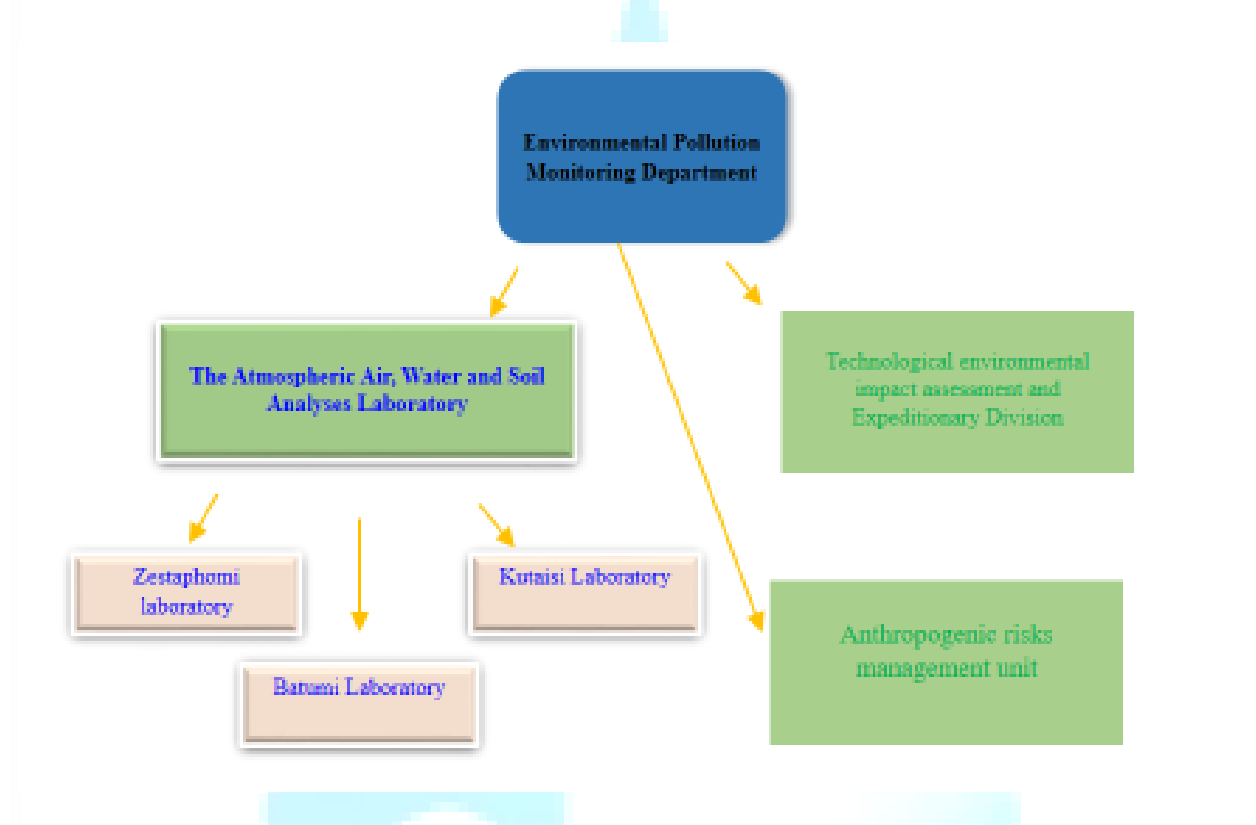 Environmental Pollution
Monitoring Department
The Atmospheric Air, Water and Soil
Analyses Laboratory
Technological environmental
impact assessment and
Expeditionary Division
Zestaphomi
laboratory
Kutaisi Laboratory
Batumi Laboratory
Anthropogenic risks
management unit